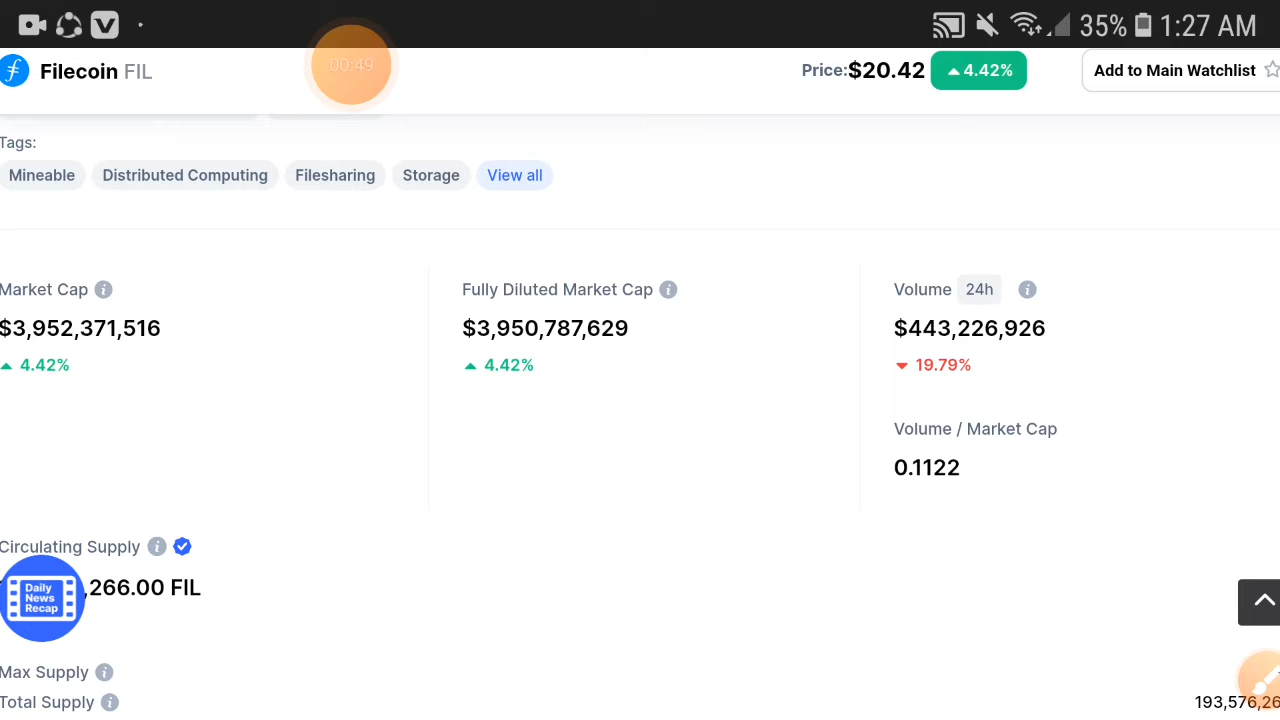 35% 1:27 AM
Filecoin FIL
00:49
Price:$20.42 4.42%
Add to Main Watchlist
Tags:
Mineable Distributed Computing Filesharing Storage View all
Market Cap
$3,952,371,516
4.42%
Fully Diluted Market Cap
$3,950,787,629
4.42%
Volume 24h
$443,226,926
19.79%
Volume / Market Cap
0.1122
Circulating Supply
,266.00 FIL
Daily
News
Recap
Max Supply
Total Supply
193,576,26